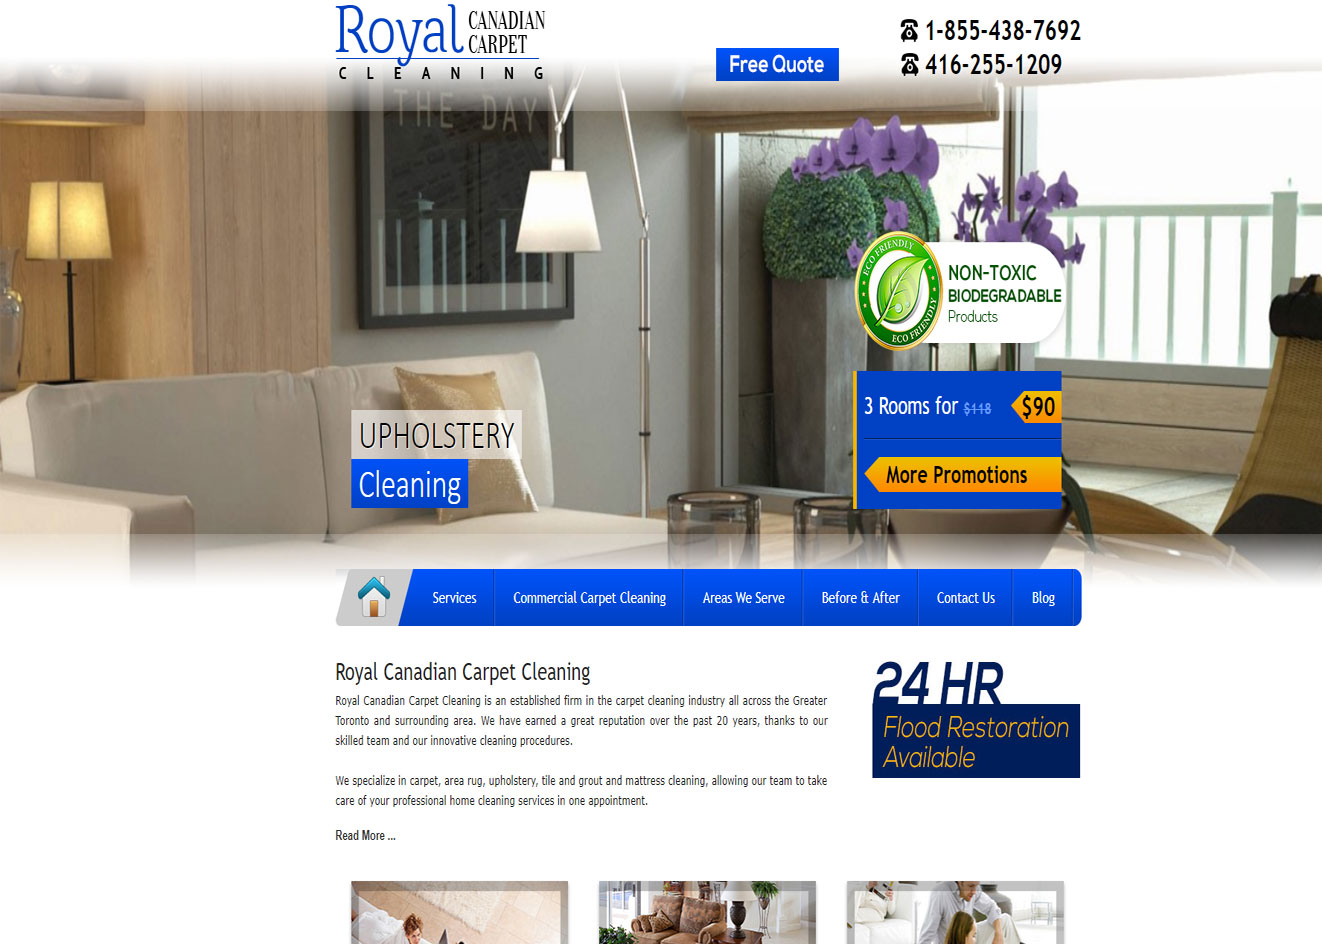 Royal CANADIAN
CARPET
CLEANING
Free Quote
1-855-438-7692
416-255-1209
THE DAY
ECO FRIENDLY
ECO FRIENDLY
NON-TOXIC
BIODEGRADABLE
Products
3 Rooms for $118 $90
More Promotions
UPHOLSTERY
Cleaning
Services Commercial Carpet Cleaning Areas We Serve Before & After Contact Us Blog
Royal Canadian Carpet Cleaning
Royal Canadian Carpet Cleaning is an established firm in the carpet cleaning industry all across the Greater
Toronto and surrounding area. We have earned a great reputation over the past 20 years, thanks to our
skilled team and our innovative cleaning procedures.
We specialize in carpet, area rug, upholstery, tile and grout and mattress cleaning, allowing our team to take
care of your professional home cleaning services in one appointment.
Read More ...
24 HR
Flood Restoration
Available